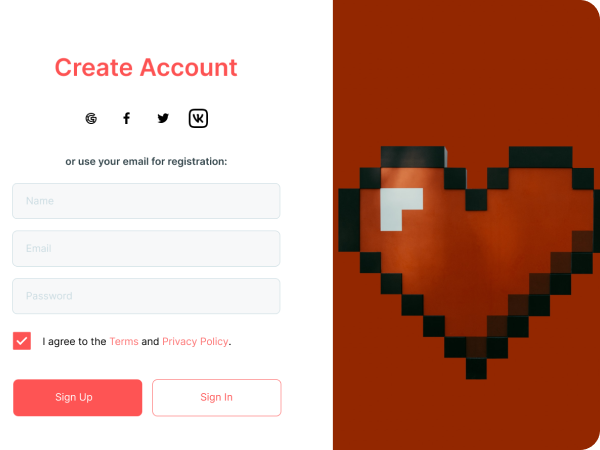 Create Account
or use your email for registration:
Name
Email
Password
I agree to the Terms and Privacy Policy.
Sign Up
Sign In